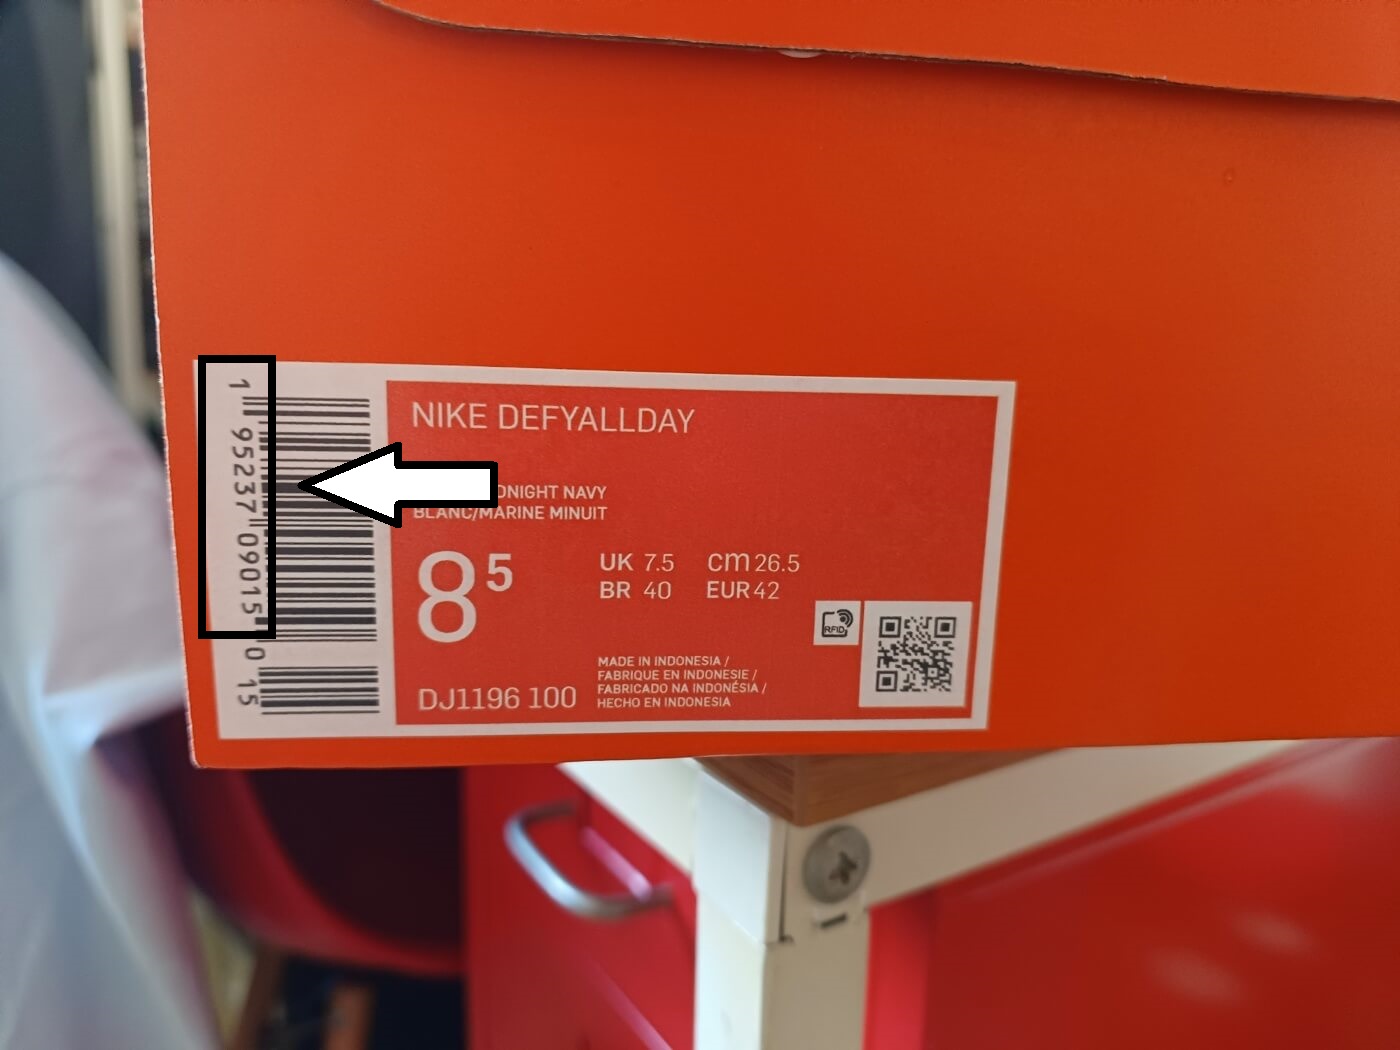 1 95237 09015 0 15
NIKE DEFYALLDAY
NAVY
BLANC/MARINE MINUIT
8⁵
UK 7.5 cm 26.5
BR 40 EUR 42
RFID
MADE IN INDONESIA /
FABRIQUE EN INDONESIE /
FABRICADO NA INDONÉSIA /
HECHO EN INDONESIA
DJ1196 100